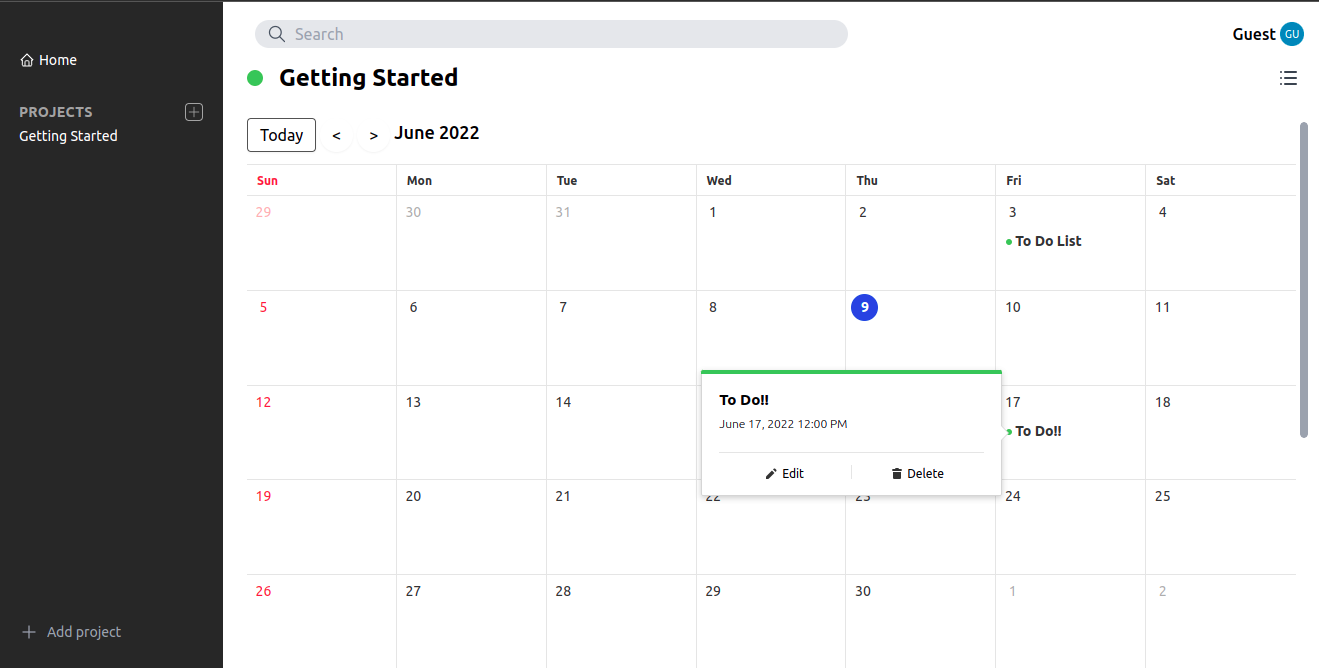 Search
Guest GU
Home
Getting Started
PROJECTS
Getting Started
Today < > June 2022
Sun Mon Tue Wed Thu Fri Sat
29 30 31 1 2 3 4
To Do List
5 6 7 8 9 10 11
12 13 14 17 18
To Do!!
To Do!!
June 17, 2022 12:00 PM
Edit Delete
19 20 21 22 23 24 25
26 27 28 29 30 1 2
Add project